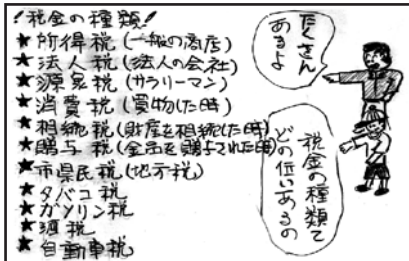 ！税金の種類！
★所得税(一般の商店)
★法人税(法人の会社)
★源泉税(サラリーマン)
★消費税(買物した時)
★相続税(財産を相続した時)
★贈与税(金品を贈与された時)
★市県民税(地方税)
★タバコ税
★ガソリン税
★酒税
★自動車税
たくさん
あるよ
税金の種類て
どの位いあるの